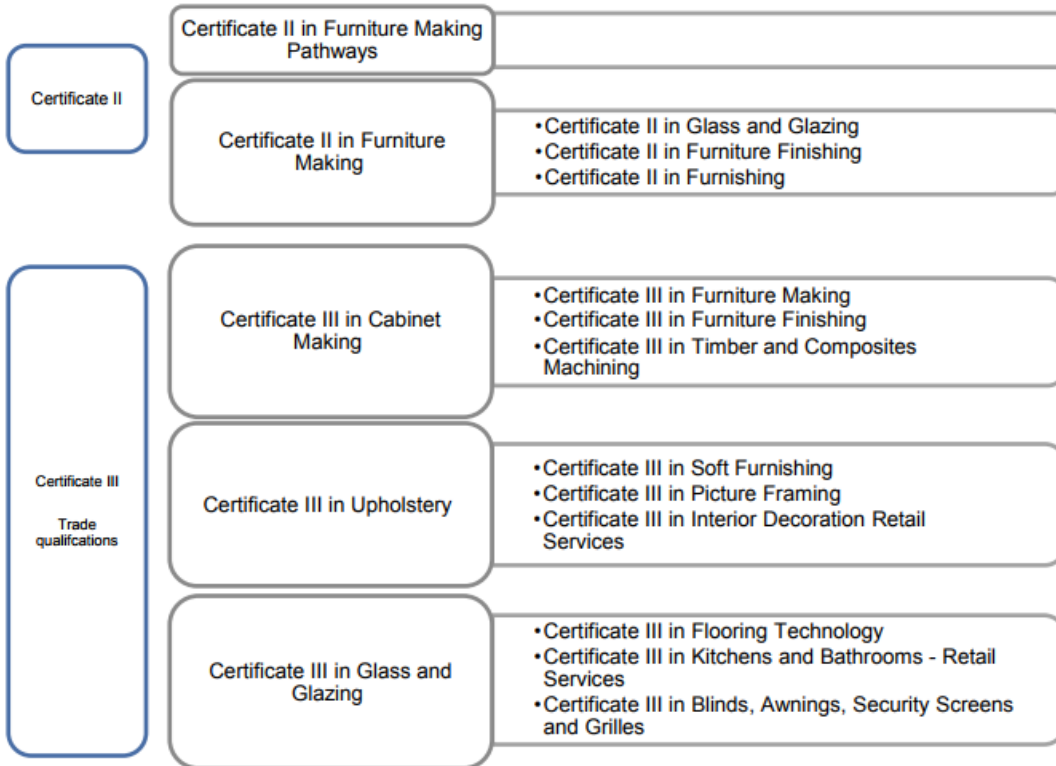 Certificate II
Certificate II in Furniture Making
Pathways
Certificate II in Furniture
Making
•Certificate II in Glass and Glazing
•Certificate II in Furniture Finishing
•Certificate II in Furnishing
Certificate III
Trade
qualifcations
Certificate III in Cabinet
Making
•Certificate III in Furniture Making
•Certificate III in Furniture Finishing
•Certificate III in Timber and Composites
Machining
Certificate III in Upholstery
•Certificate III in Soft Furnishing
•Certificate III in Picture Framing
•Certificate III in Interior Decoration Retail
Services
Certificate III in Glass and
Glazing
•Certificate III in Flooring Technology
•Certificate III in Kitchens and Bathrooms - Retail
Services
•Certificate III in Blinds, Awnings, Security Screens
and Grilles